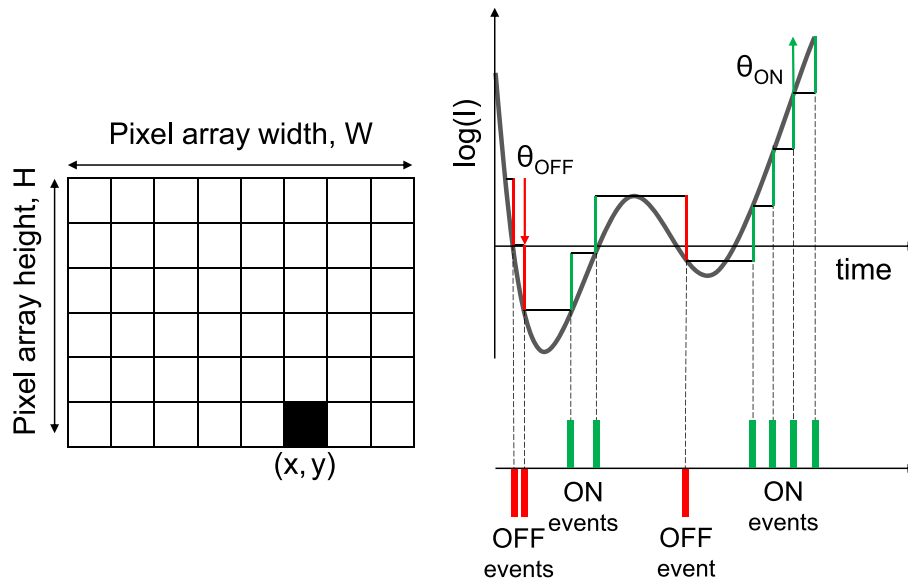 Pixel array width, W
Pixel array height, H
(x, y)
log(I)
θOFF
θON
time
OFF
events
ON
events
OFF
event
ON
events